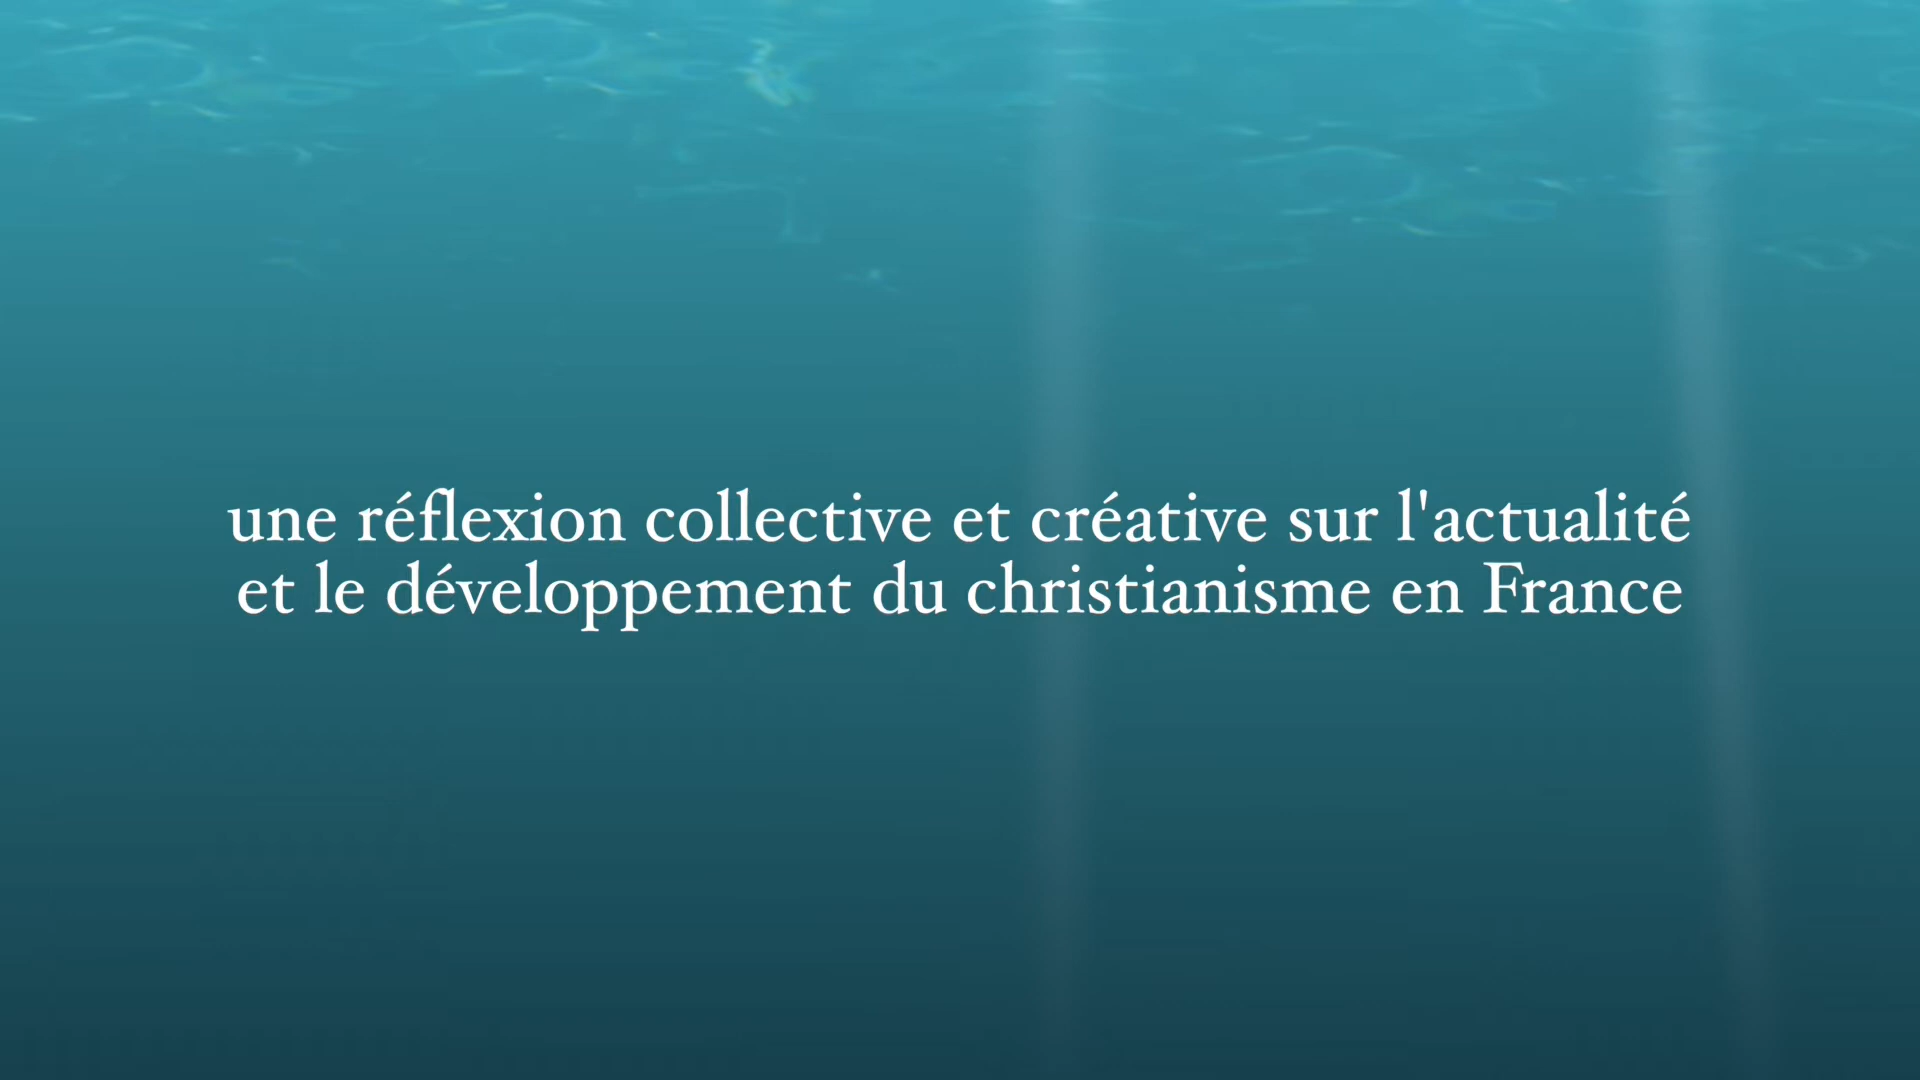 une réflexion collective et créative sur l'actualité
et le développement du christianisme en France